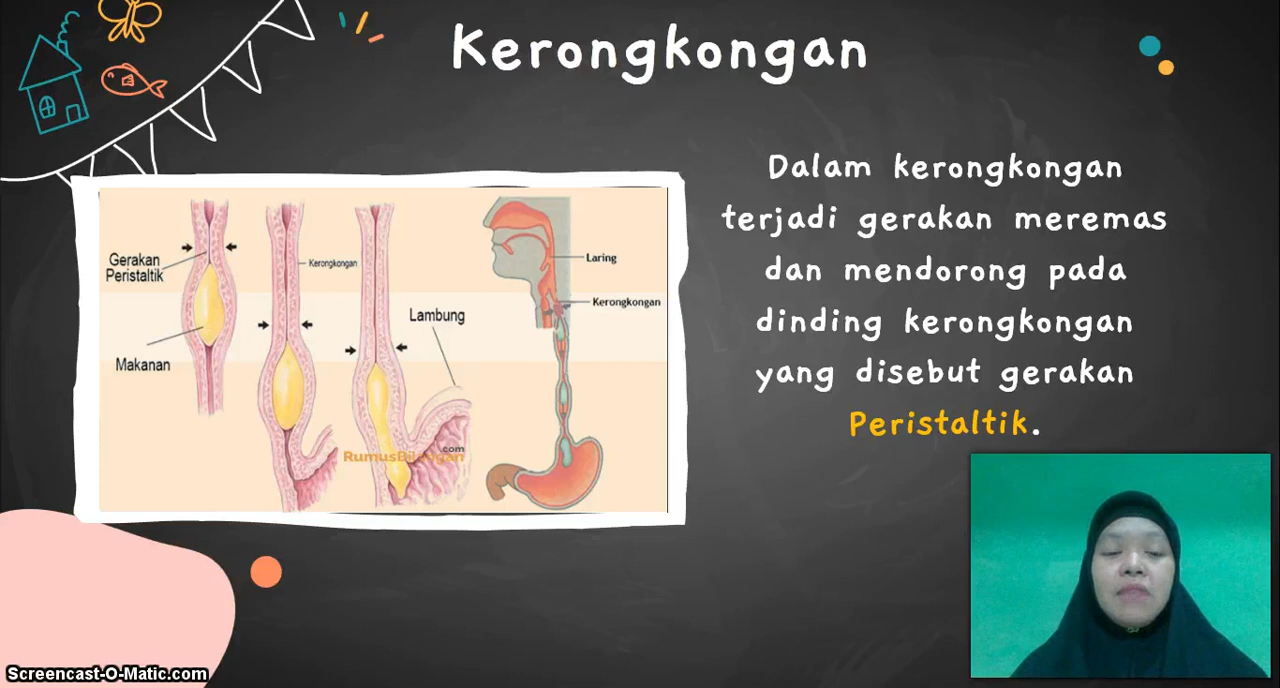 Kerongkongan
Gerakan
Peristaltik
Makanan
Kerongkongan
Lambung
Laring
Kerongkongan
RumusBilangan
.com
Dalam kerongkongan
terjadi gerakan meremas
dan mendorong pada
dinding kerongkongan
yang disebut gerakan
Peristaltik.
Screencast-O-Matic.com